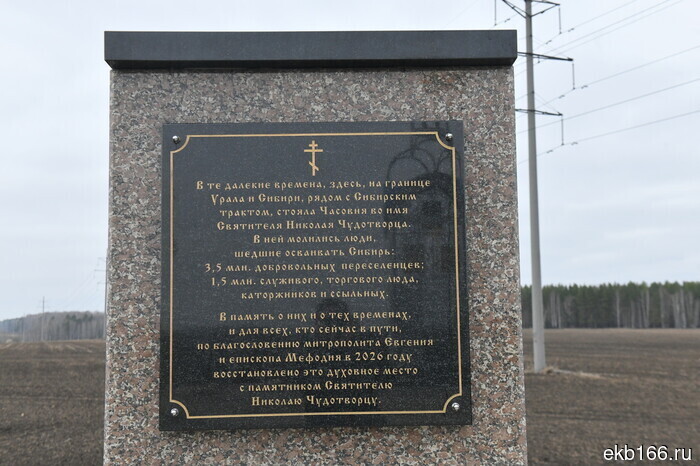 В те далекие времена, здесь, на границе
Урала и Сибири, рядом с Сибирским
трактом, стояла Часовня во имя
Святителя Николая Чудотворца.
В ней молились люди,
шедшие осваивать Сибирь:
3,5 млн. добровольных переселенцев;
1,5 млн. служивого, торгового люда,
каторжников и ссыльных.
В память о них и о тех временах,
и для всех, кто сейчас в пути,
по благословению митрополита Евгения
и епископа Мефодия в 2026 году
восстановлено это духовное место
с памятником Святителю
Николаю Чудотворцу.
ekb166.ru